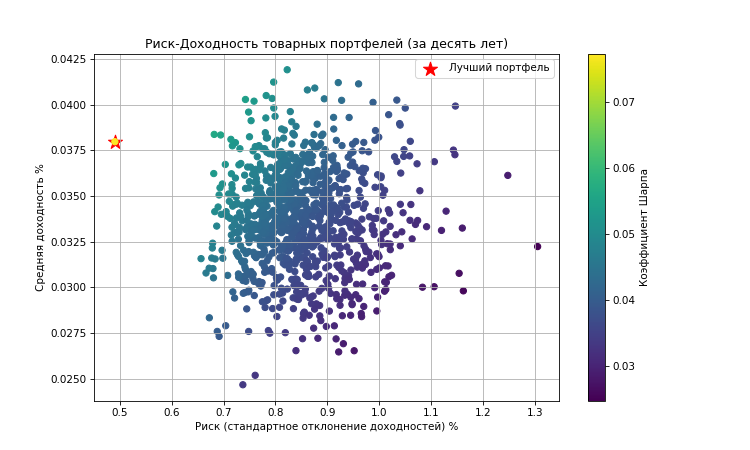 Риск-Доходность товарных портфелей (за десять лет)
Лучший портфель
Средняя доходность %
0.0425
0.0400
0.0375
0.0350
0.0325
0.0300
0.0275
0.0250
0.5 0.6 0.7 0.8 0.9 1.0 1.1 1.2 1.3
Риск (стандартное отклонение доходностей) %
0.07
0.06
0.05
0.04
0.03
Коэффициент Шарпа